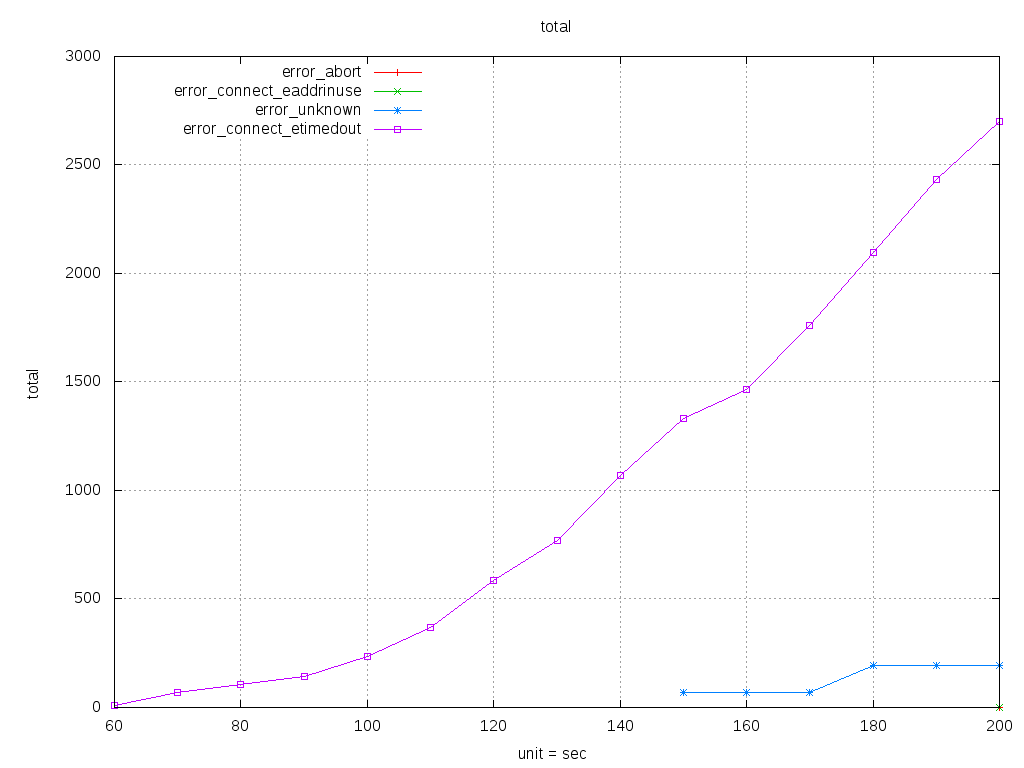 total
3000
2500
2000
1500
1000
500
0
total
error_abort
error_connect_eaddrinuse
error_unknown
error_connect_etimedout
60 80 100 120 140 160 180 200
unit = sec